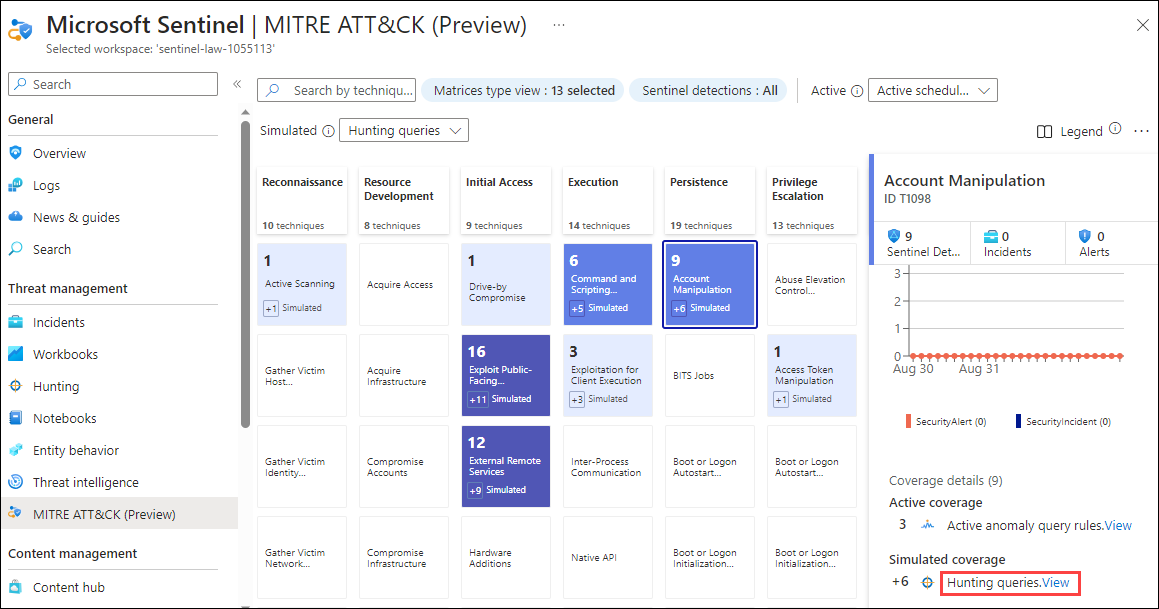 Microsoft Sentinel | MITRE ATT&CK (Preview) ...
Selected workspace: 'sentinel-law-1055113'
Search
«
General
Overview
Logs
News & guides
Search
Threat management
Incidents
Workbooks
Hunting
Notebooks
Entity behavior
Threat intelligence
MITRE ATT&CK (Preview)
Content management
Content hub
Search by techniqu...
Matrices type view : 13 selected
Sentinel detections : All
Active
Active schedul...
Simulated
Hunting queries
Legend
...
Reconnaissance
10 techniques
Resource
Development
8 techniques
Initial Access
9 techniques
Execution
14 techniques
Persistence
19 techniques
Privilege
Escalation
13 techniques
1
Active Scanning
+1 Simulated
Acquire Access
1
Drive-by
Compromise
6
Command and
Scripting...
+5 Simulated
9
Account
Manipulation
+6 Simulated
Abuse Elevation
Control...
Gather Victim
Host...
Acquire
Infrastructure
16
Exploit Public-
Facing...
+11 Simulated
3
Exploitation for
Client Execution
+3 Simulated
BITS Jobs
1
Access Token
Manipulation
+1 Simulated
Gather Victim
Identity...
Compromise
Accounts
12
External Remote
Services
+9 Simulated
Inter-Process
Communication
Boot or Logon
Autostart...
Boot or Logon
Autostart...
Gather Victim
Network...
Compromise
Infrastructure
Hardware
Additions
Native API
Boot or Logon
Initialization...
Boot or Logon
Initialization...
Account Manipulation
ID T1098
9
Sentinel Det...
0
Incidents
0
Alerts
3
2
1
0
Aug 30 Aug 31
SecurityAlert (0) SecurityIncident (0)
Coverage details (9)
Active coverage
3 Active anomaly query rules.View
Simulated coverage
+6 Hunting queries.View